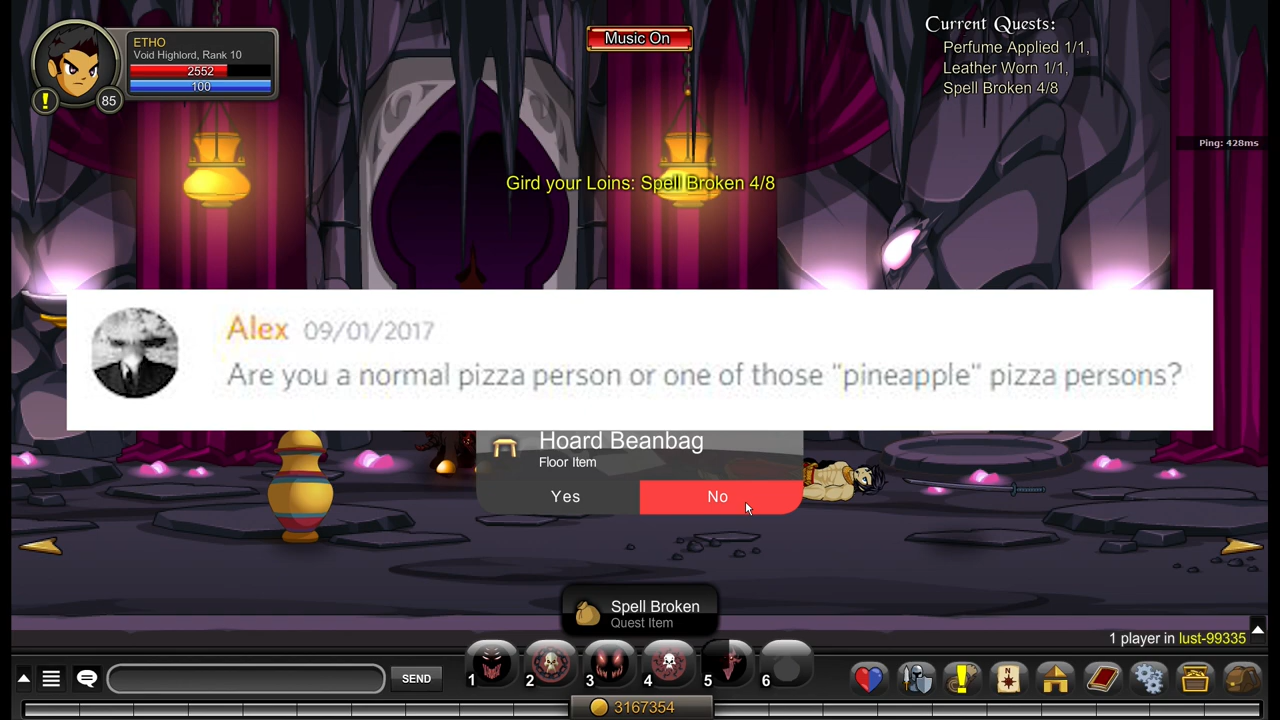 ETHO
Void Highlord, Rank 10
2552
100
85
Music On
Current Quests:
Perfume Applied 1/1,
Leather Worn 1/1,
Spell Broken 4/8
Ping: 428ms
Gird your Loins: Spell Broken 4/8
Alex 09/01/2017
Are you a normal pizza person or one of those "pineapple" pizza persons?
Hoard Beanbag
Floor Item
Yes No
Spell Broken
Quest Item
1 player in lust-99335
SEND
1 2 3 4 5 6
3167354